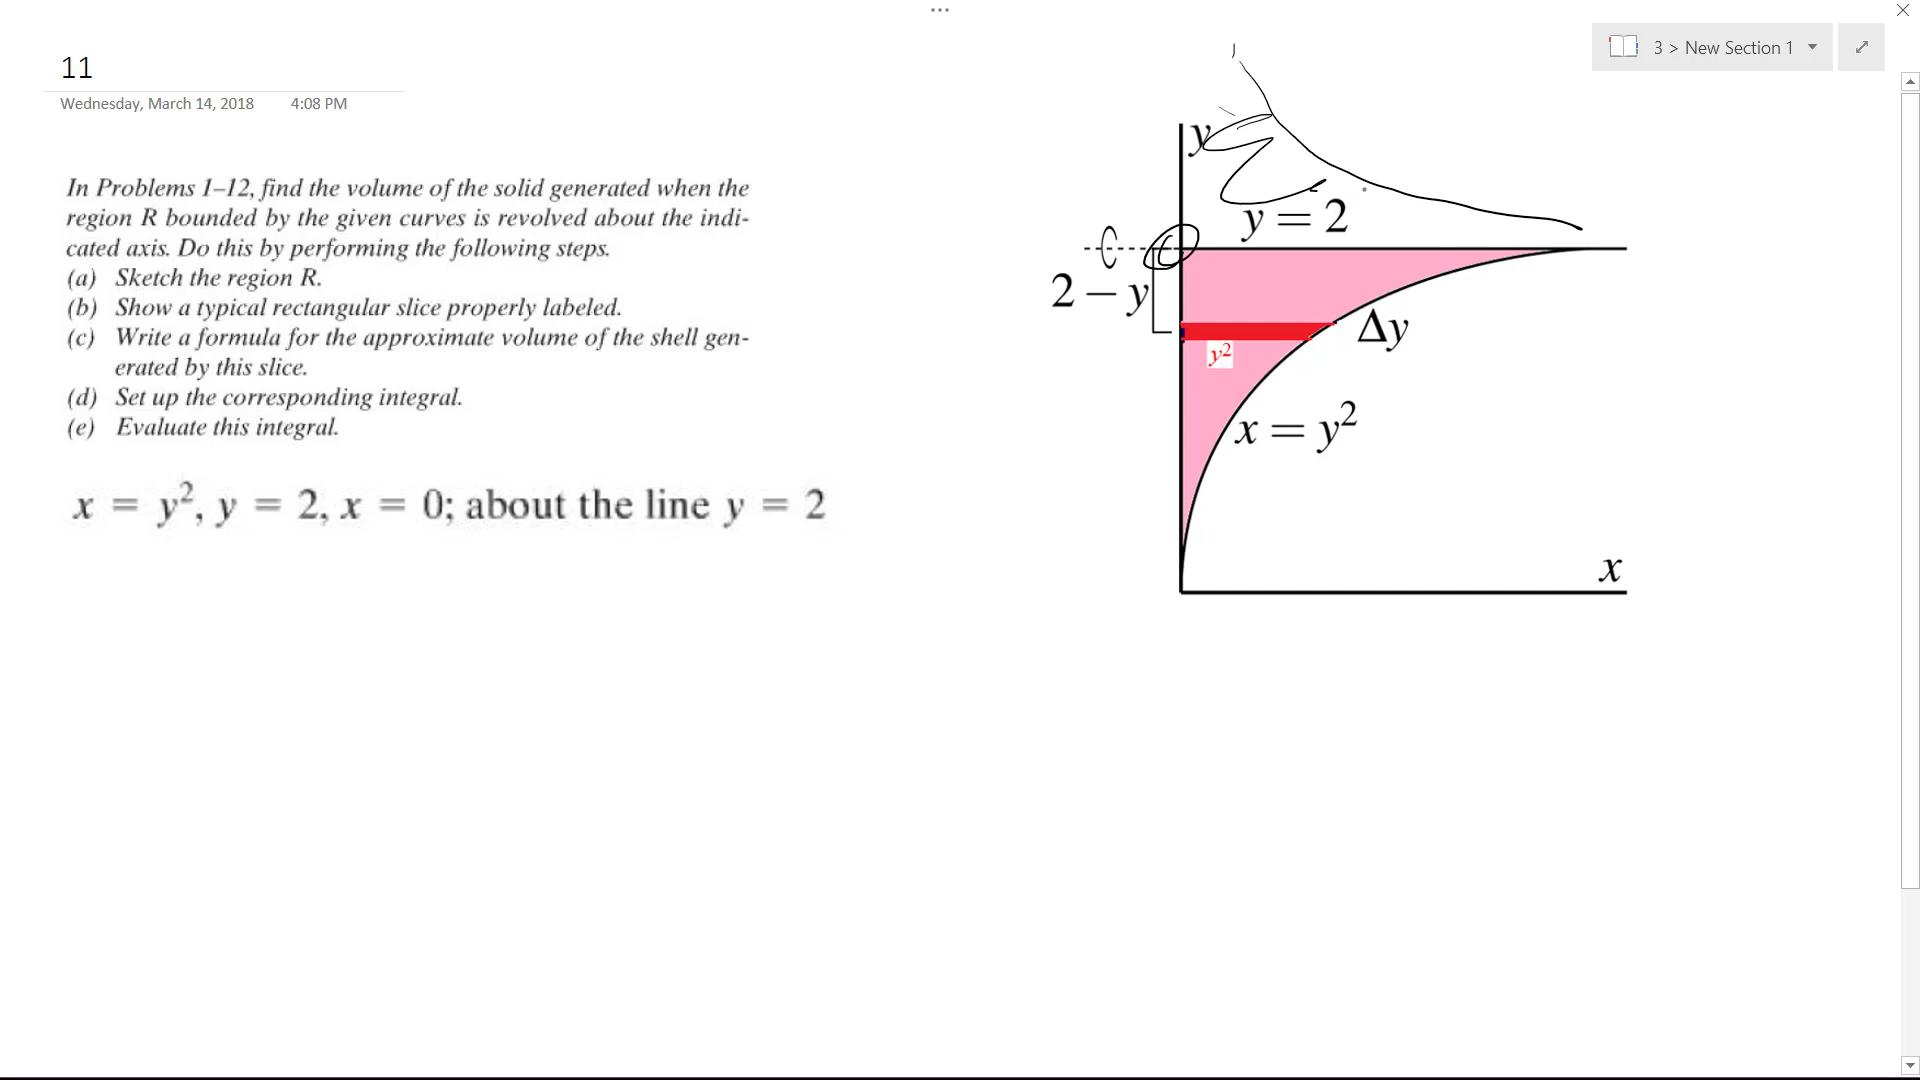 3 > New Section 1
11
Wednesday, March 14, 2018 4:08 PM
In Problems 1–12, find the volume of the solid generated when the
region R bounded by the given curves is revolved about the indi-
cated axis. Do this by performing the following steps.
(a) Sketch the region R.
(b) Show a typical rectangular slice properly labeled.
(c) Write a formula for the approximate volume of the shell gen-
erated by this slice.
(d) Set up the corresponding integral.
(e) Evaluate this integral.
x = y², y = 2, x = 0; about the line y = 2
y
y = 2
2 − y
Δy
y²
x = y²
x